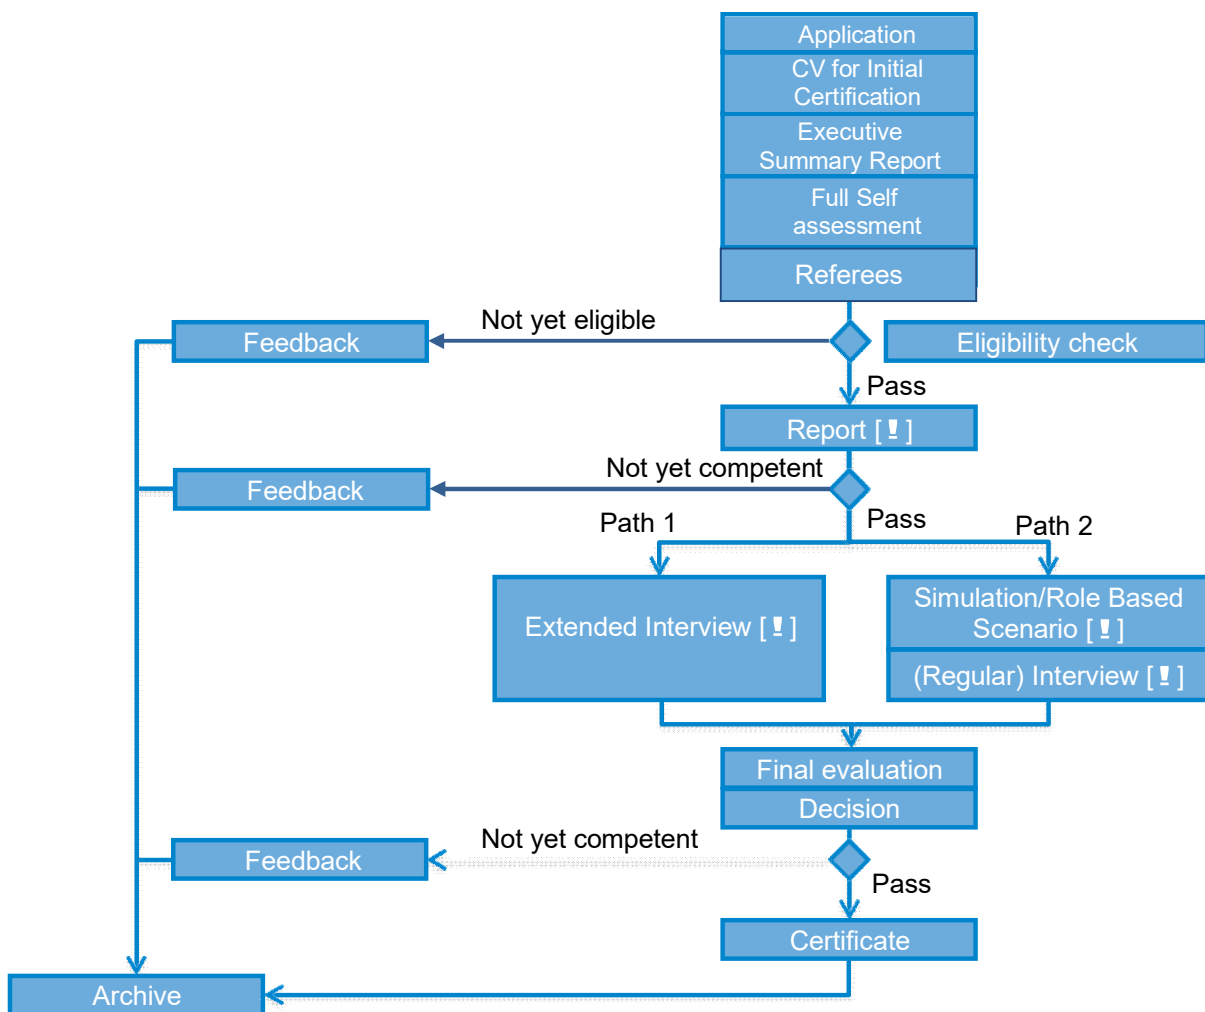 Application
CV for Initial
Certification
Executive
Summary Report
Full Self
assessment
Referees
Not yet eligible
Feedback
Eligibility check
Pass
Report [ ! ]
Not yet competent
Feedback
Path 1
Pass
Path 2
Extended Interview [ ! ]
Simulation/Role Based
Scenario [ ! ]
(Regular) Interview [ ! ]
Final evaluation
Decision
Not yet competent
Feedback
Pass
Certificate
Archive